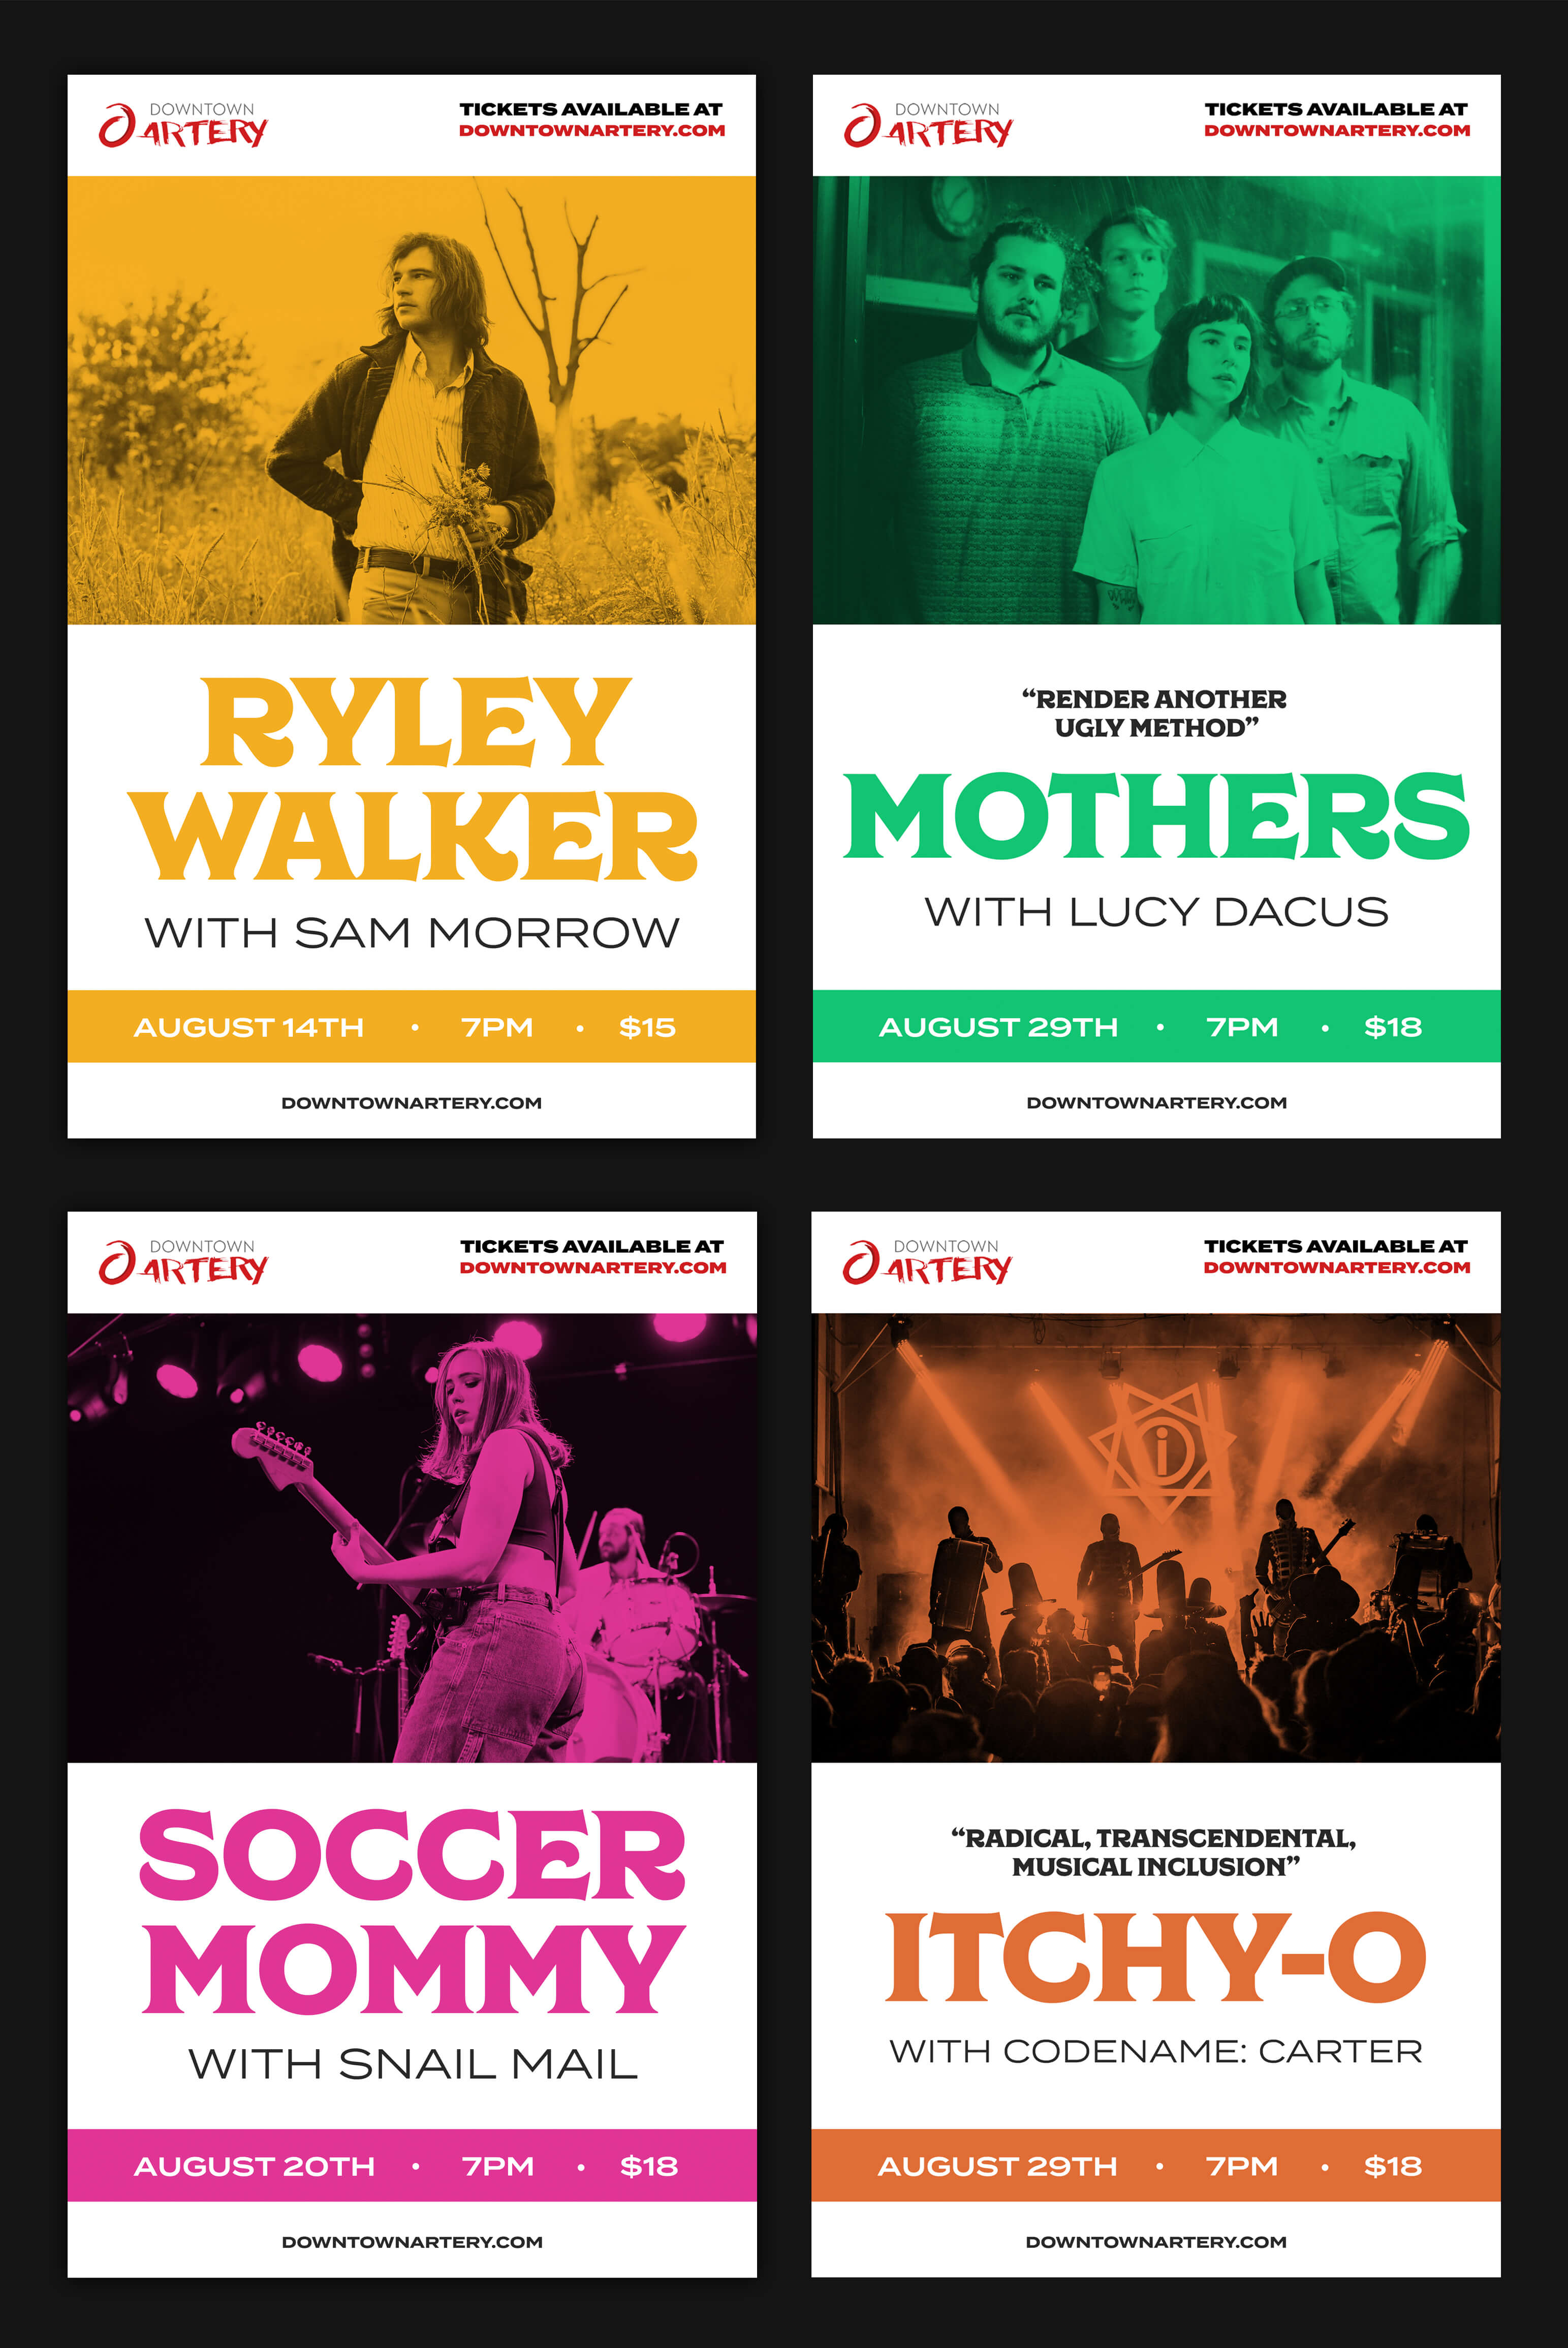 DOWNTOWN
ARTERY
TICKETS AVAILABLE AT
DOWNTOWNARTERY.COM
RYLEY
WALKER
WITH SAM MORROW
AUGUST 14TH • 7PM • $15
DOWNTOWNARTERY.COM
DOWNTOWN
ARTERY
TICKETS AVAILABLE AT
DOWNTOWNARTERY.COM
“RENDER ANOTHER
UGLY METHOD”
MOTHERS
WITH LUCY DACUS
AUGUST 29TH • 7PM • $18
DOWNTOWNARTERY.COM
DOWNTOWN
ARTERY
TICKETS AVAILABLE AT
DOWNTOWNARTERY.COM
SOCCER
MOMMY
WITH SNAIL MAIL
AUGUST 20TH • 7PM • $18
DOWNTOWNARTERY.COM
DOWNTOWN
ARTERY
TICKETS AVAILABLE AT
DOWNTOWNARTERY.COM
i
“RADICAL, TRANSCENDENTAL,
MUSICAL INCLUSION”
ITCHY-O
WITH CODENAME: CARTER
AUGUST 29TH • 7PM • $18
DOWNTOWNARTERY.COM